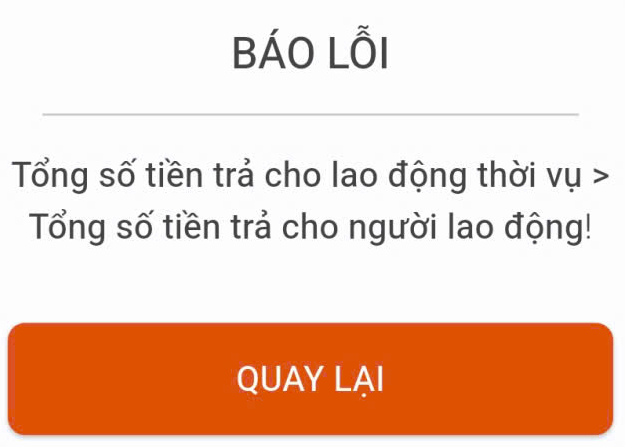 BÁO LỖI
Tổng số tiền trả cho lao động thời vụ >
Tổng số tiền trả cho người lao động!
QUAY LẠI